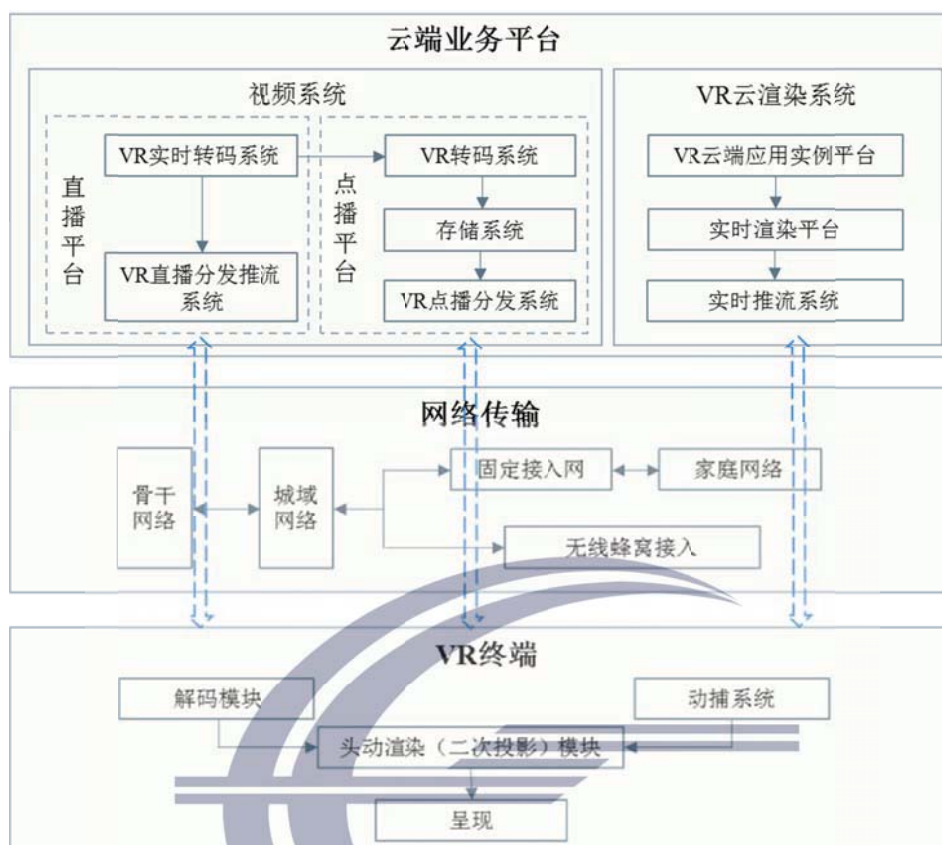 云端业务平台
视频系统
直播平台
VR实时转码系统
VR直播分发推流
系统
点播平台
VR转码系统
存储系统
VR点播分发系统
VR云渲染系统
VR云端应用实例平台
实时渲染平台
实时推流系统
网络传输
骨干
网络
城域
网络
固定接入网
家庭网络
无线蜂窝接入
VR终端
解码模块
动捕系统
头动渲染（二次投影）模块
呈现